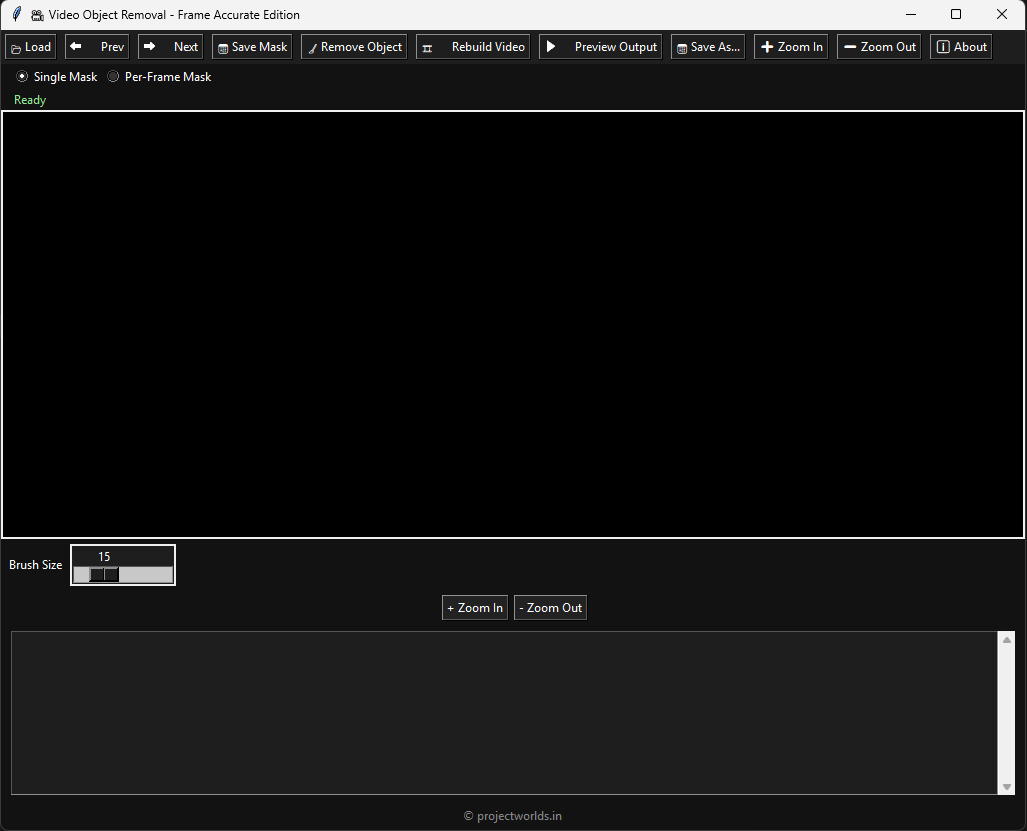 Video Object Removal - Frame Accurate Edition
Load Prev Next Save Mask Remove Object Rebuild Video Preview Output Save As... Zoom In Zoom Out About
Single Mask Per-Frame Mask
Ready
15
Brush Size
+ Zoom In - Zoom Out
© projectworlds.in